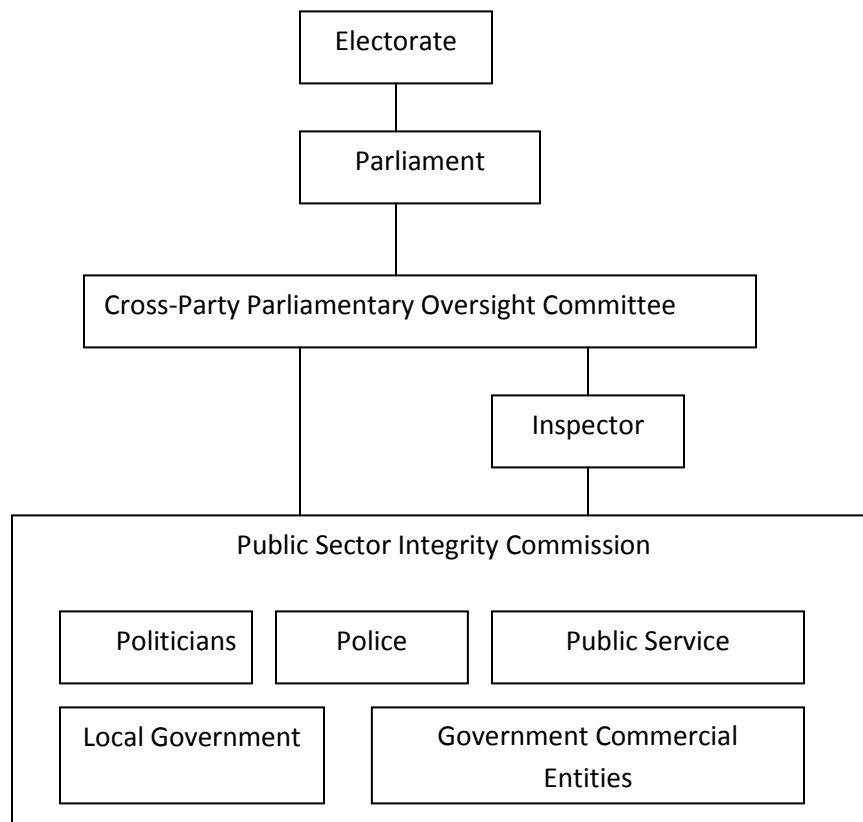 Electorate
Parliament
Cross-Party Parliamentary Oversight Committee
Inspector
Public Sector Integrity Commission
Politicians
Police
Public Service
Local Government
Government Commercial
Entities